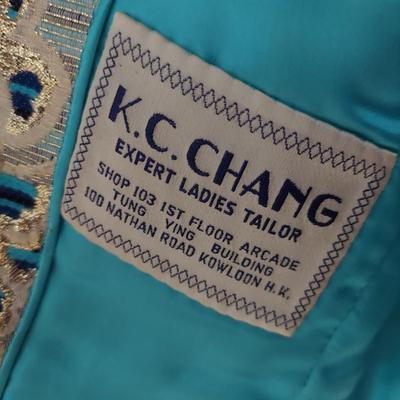 K.C. CHANG
EXPERT LADIES TAILOR
SHOP 103 1ST FLOOR ARCADE
TUNG YING BUILDING
100 NATHAN ROAD KOWLOON H.K.